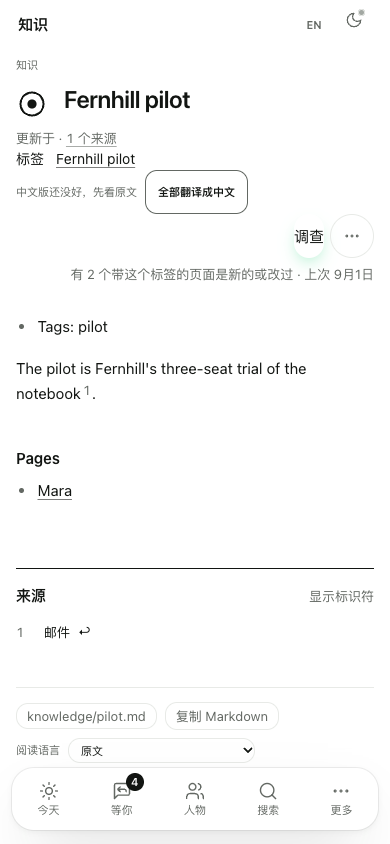 知识
EN
知识
Fernhill pilot
更新于 · 1 个来源
标签 Fernhill pilot
中文版还没好，先看原文 全部翻译成中文
调查
有 2 个带这个标签的页面是新的或改过 · 上次 9月1日
Tags: pilot
The pilot is Fernhill's three-seat trial of the
notebook 1.
Pages
Mara
来源 显示标识符
1 邮件 ↩
knowledge/pilot.md 复制 Markdown
阅读语言 原文
4
今天 等你 人物 搜索 更多